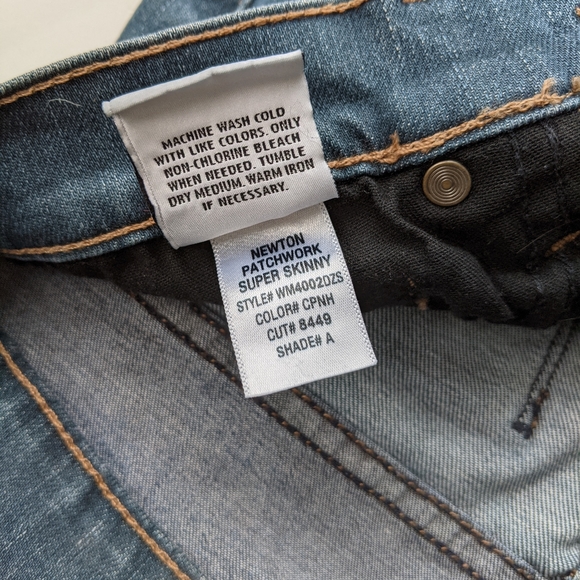 MACHINE WASH COLD
WITH LIKE COLORS. ONLY
NON-CHLORINE BLEACH
WHEN NEEDED. TUMBLE
DRY MEDIUM. WARM IRON
IF NECESSARY.
NEWTON
PATCHWORK
SUPER SKINNY
STYLE# WM4002DZS
COLOR# CPNH
CUT# 8449
SHADE# A